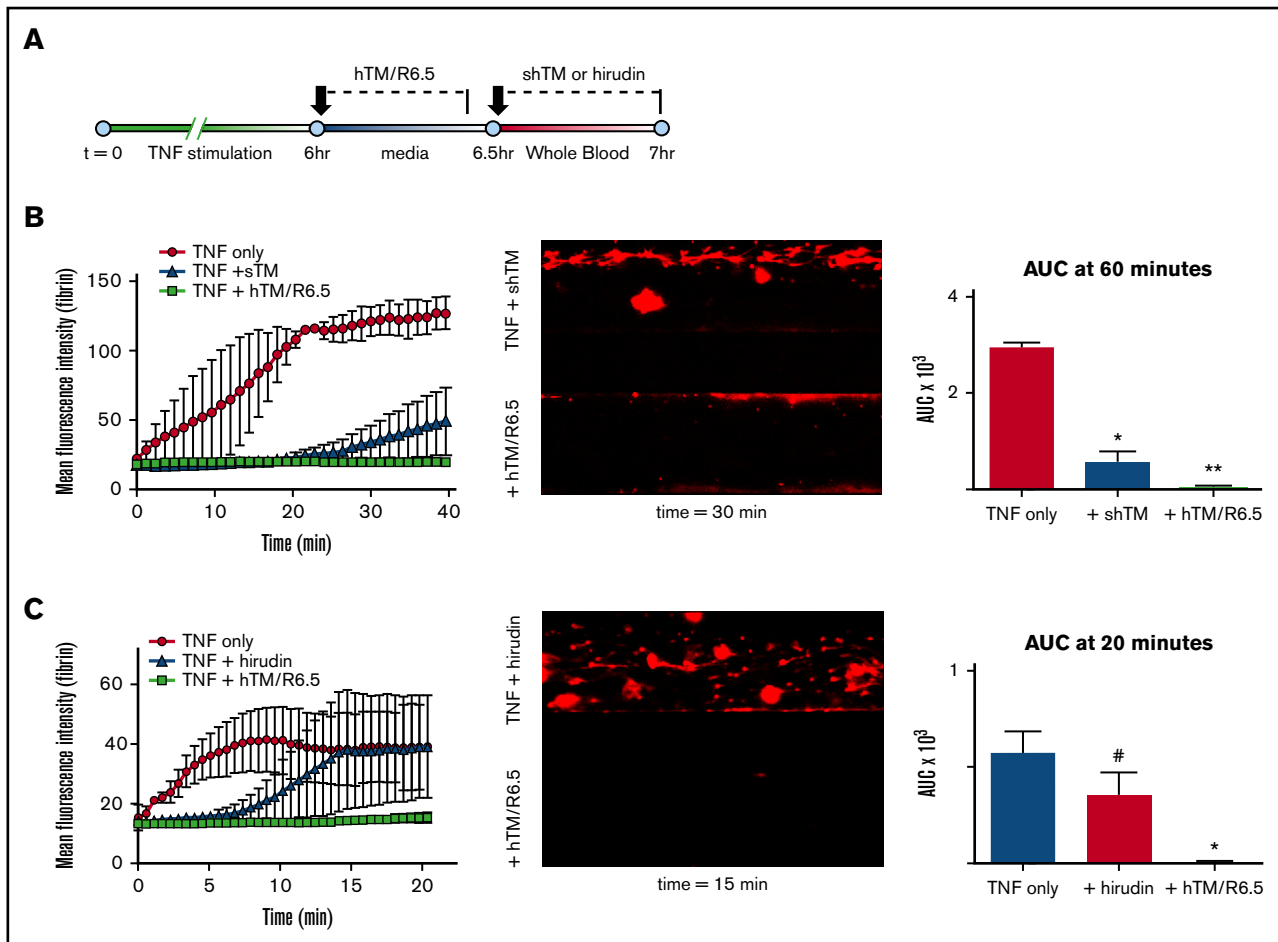 A
hTM/R6.5
shTM or hirudin
t = 0
TNF stimulation
6hr
media
6.5hr
Whole Blood
7hr
B
TNF only
TNF +sTM
TNF + hTM/R6.5
Mean fluorescence intensity (fibrin)
150
100
50
0
0 10 20 30 40
Time (min)
TNF + shTM
+ hTM/R6.5
time = 30 min
AUC at 60 minutes
AUC x 10³
4
2
*
**
TNF only + shTM + hTM/R6.5
C
TNF only
TNF + hirudin
TNF + hTM/R6.5
Mean fluorescence intensity (fibrin)
60
40
20
0
0 5 10 15 20
Time (min)
TNF + hirudin
+ hTM/R6.5
time = 15 min
AUC at 20 minutes
AUC x 10³
1
#
*
TNF only + hirudin + hTM/R6.5